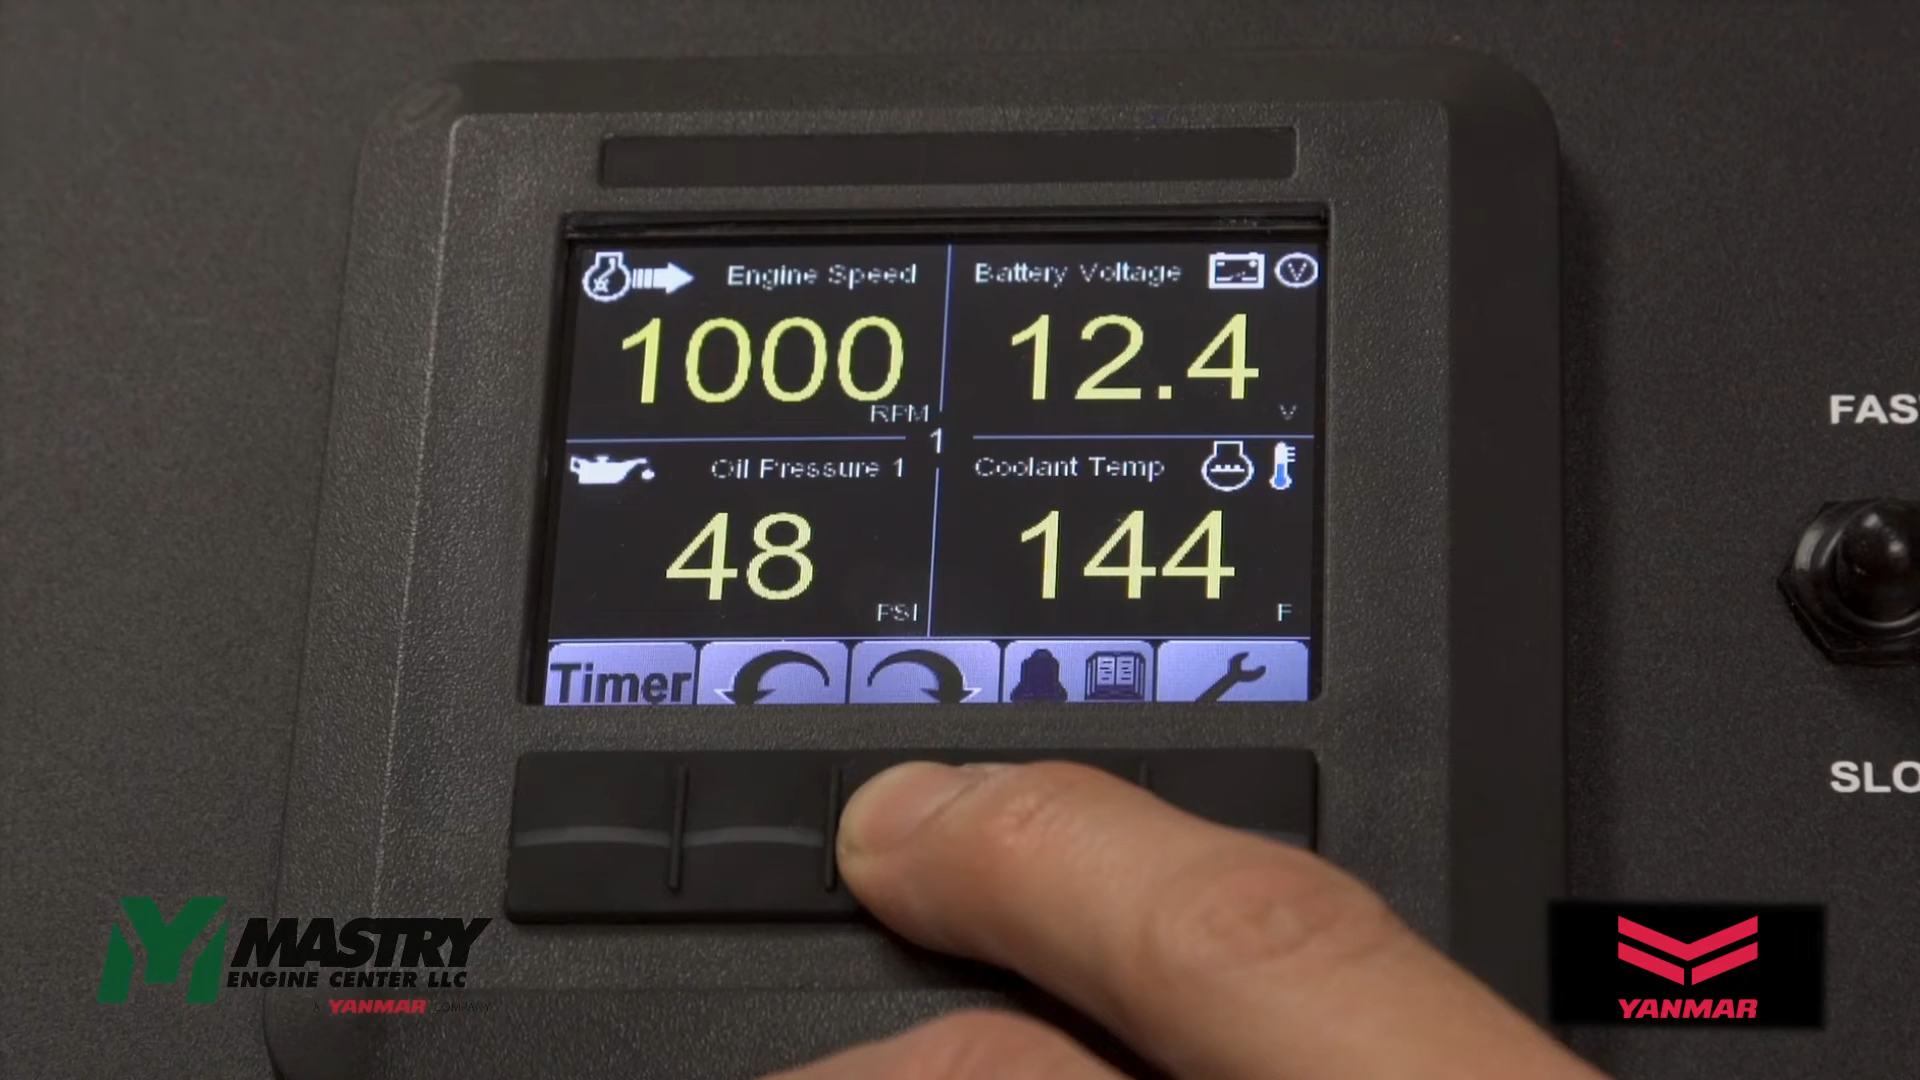 Engine Speed
1000
RPM
Battery Voltage
V
12.4
V
1
Oil Pressure 1
48
PSI
Coolant Temp
144
F
Timer
FAS
SLO
MASTRY
ENGINE CENTER LLC
A YANMAR COMPANY
YANMAR